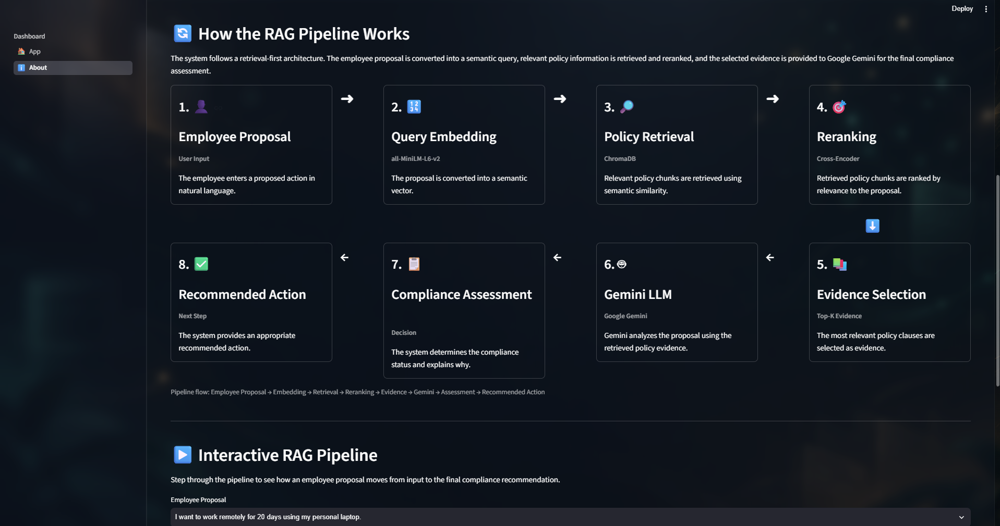 Deploy
Dashboard
App
About
How the RAG Pipeline Works
The system follows a retrieval-first architecture. The employee proposal is converted into a semantic query, relevant policy information is retrieved and reranked, and the selected evidence is provided to Google Gemini for the final compliance
assessment.
1.
Employee Proposal
User Input
The employee enters a proposed action in
natural language.
2.
Query Embedding
all-MiniLM-L6-v2
The proposal is converted into a semantic
vector.
3.
Policy Retrieval
ChromaDB
Relevant policy chunks are retrieved using
semantic similarity.
4.
Reranking
Cross-Encoder
Retrieved policy chunks are ranked by
relevance to the proposal.
5.
Evidence Selection
Top-K Evidence
The most relevant policy clauses are
selected as evidence.
6.
Gemini LLM
Google Gemini
Gemini analyzes the proposal using the
retrieved policy evidence.
7.
Compliance Assessment
Decision
The system determines the compliance
status and explains why.
8.
Recommended Action
Next Step
The system provides an appropriate
recommended action.
Pipeline flow: Employee Proposal → Embedding → Retrieval → Reranking → Evidence → Gemini → Assessment → Recommended Action
Interactive RAG Pipeline
Step through the pipeline to see how an employee proposal moves from input to the final compliance recommendation.
Employee Proposal
I want to work remotely for 20 days using my personal laptop.